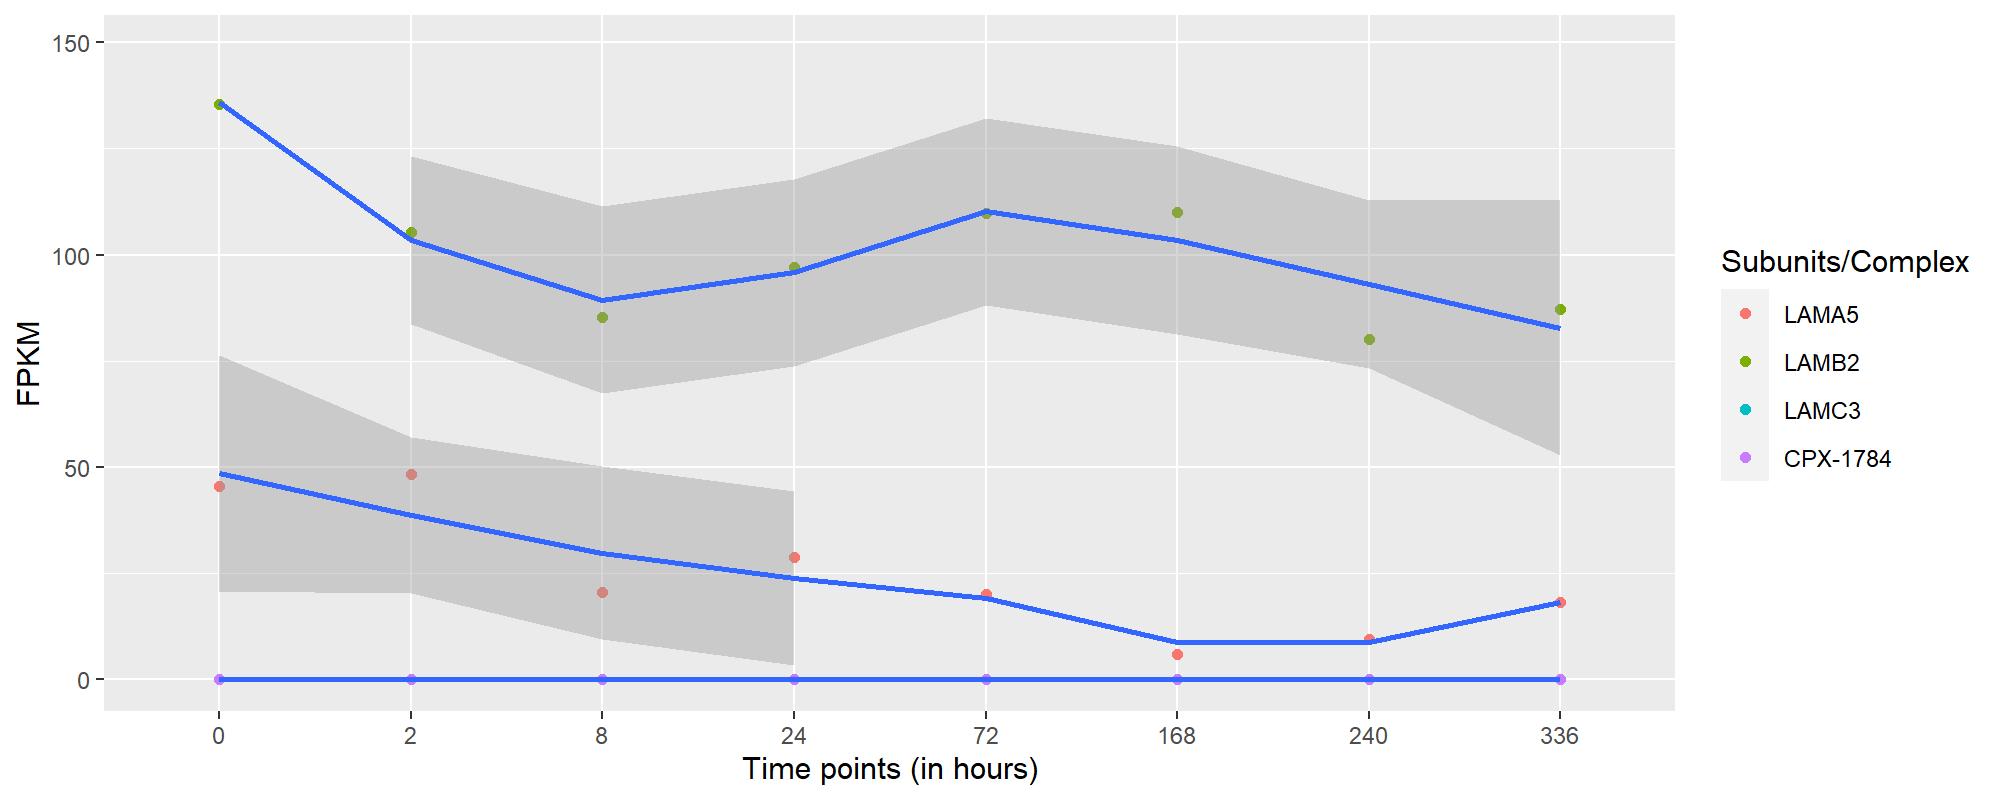 150
100
50
0
FPKM
0 2 8 24 72 168 240 336
Time points (in hours)
Subunits/Complex
LAMA5
LAMB2
LAMC3
CPX-1784